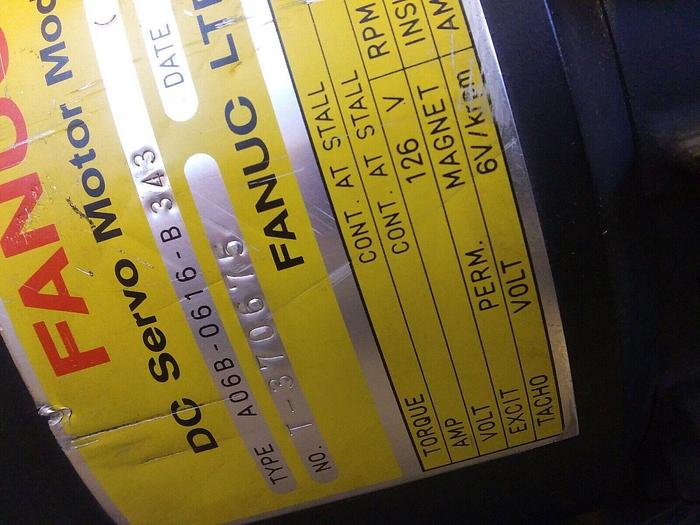 FANUC
DC Servo Motor Mod
TYPE A06B-0616-B 343
NO. T-370675 DATE
FANUC LTD
TORQUE CONT. AT STALL RPM
AMP CONT. AT STALL INS
VOLT 126 V AM
EXCIT PERM. MAGNET
TACHO VOLT 6V/krpm